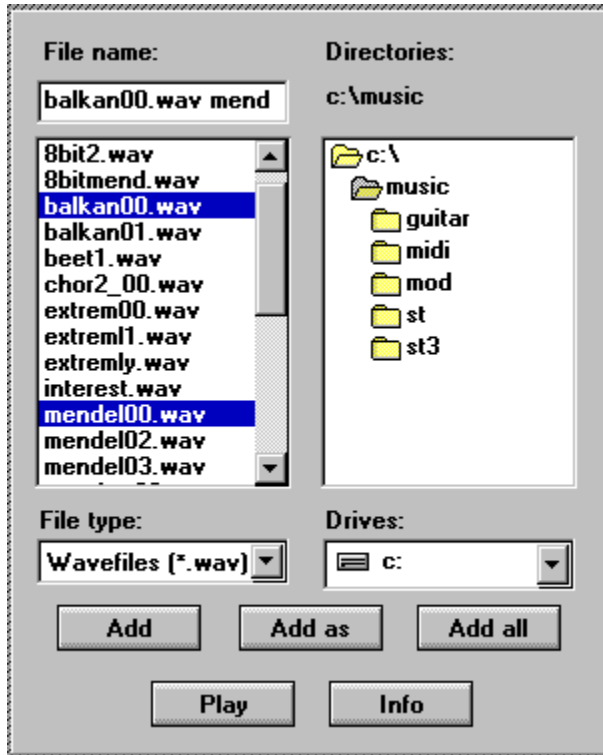 File name:
balkan00.wav mend
8bit2.wav
8bitmend.wav
balkan00.wav
balkan01.wav
beet1.wav
chor2_00.wav
extrem00.wav
extreml1.wav
extremly.wav
interest.wav
mendel00.wav
mendel02.wav
mendel03.wav
File type:
Wavefiles (*.wav)
Directories:
c:\music
c:\
music
guitar
midi
mod
st
st3
Drives:
c:
Add
Add as
Add all
Play
Info